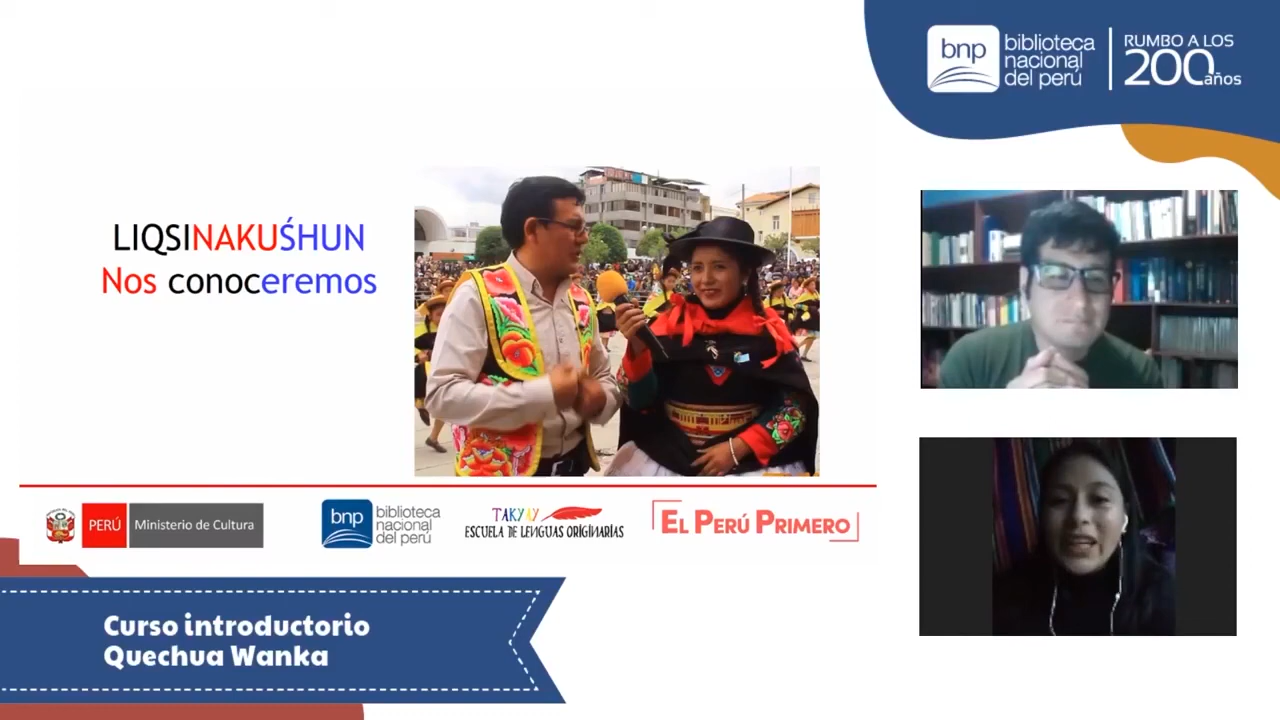 bnp
biblioteca
nacional
del perú
RUMBO A LOS
200 años
LIQSINAKUŚHUN
Nos conoceremos
PERÚ
Ministerio de Cultura
bnp
biblioteca
nacional
del perú
TAKYAY
ESCUELA DE LENGUAS ORIGINARIAS
EL PERÚ PRIMERO
Curso introductorio
Quechua Wanka